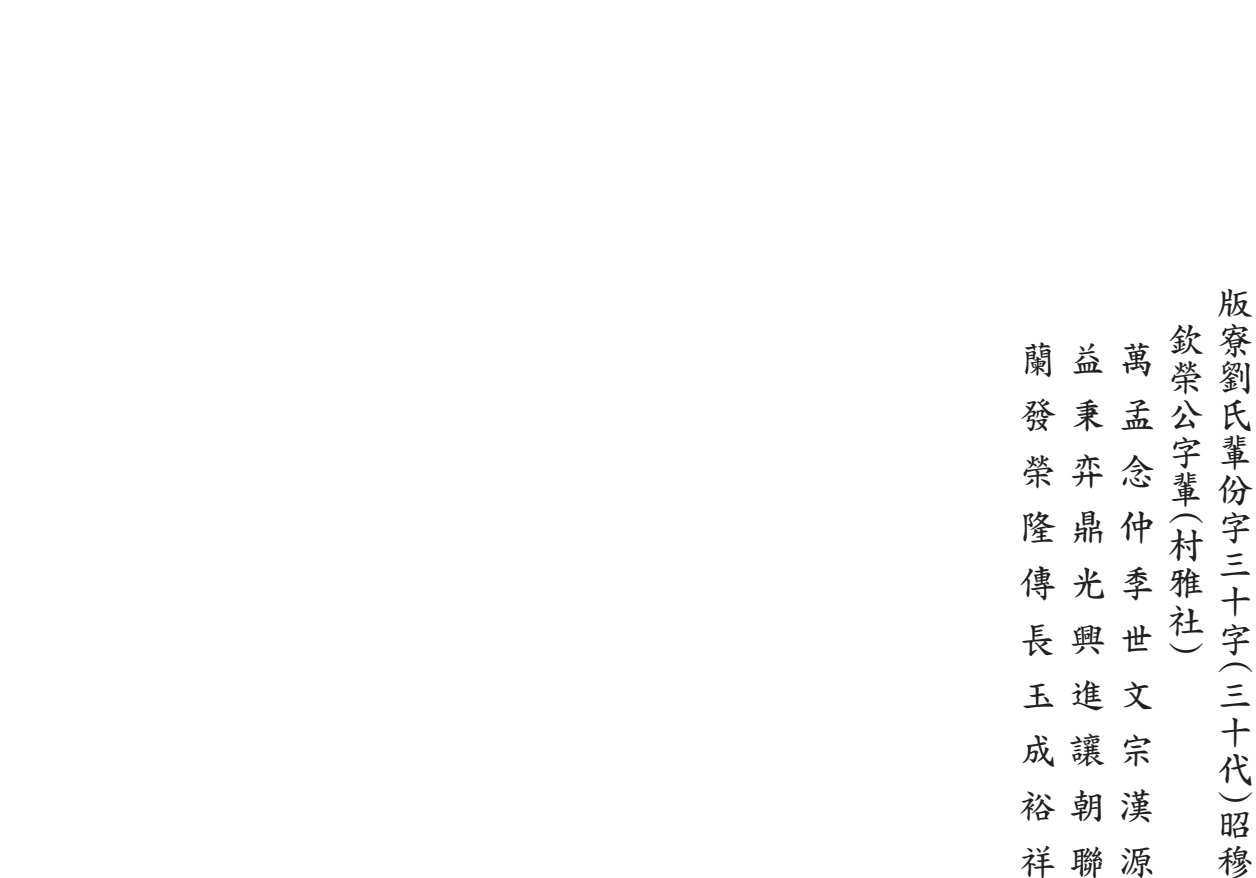 版寮劉氏輩份字三十字(三十代)昭穆
欽榮公字輩(村雅社)
萬孟念仲季世文宗漢源
益秉弈鼎光興進讓朝聯
蘭發榮隆傳長玉成裕祥